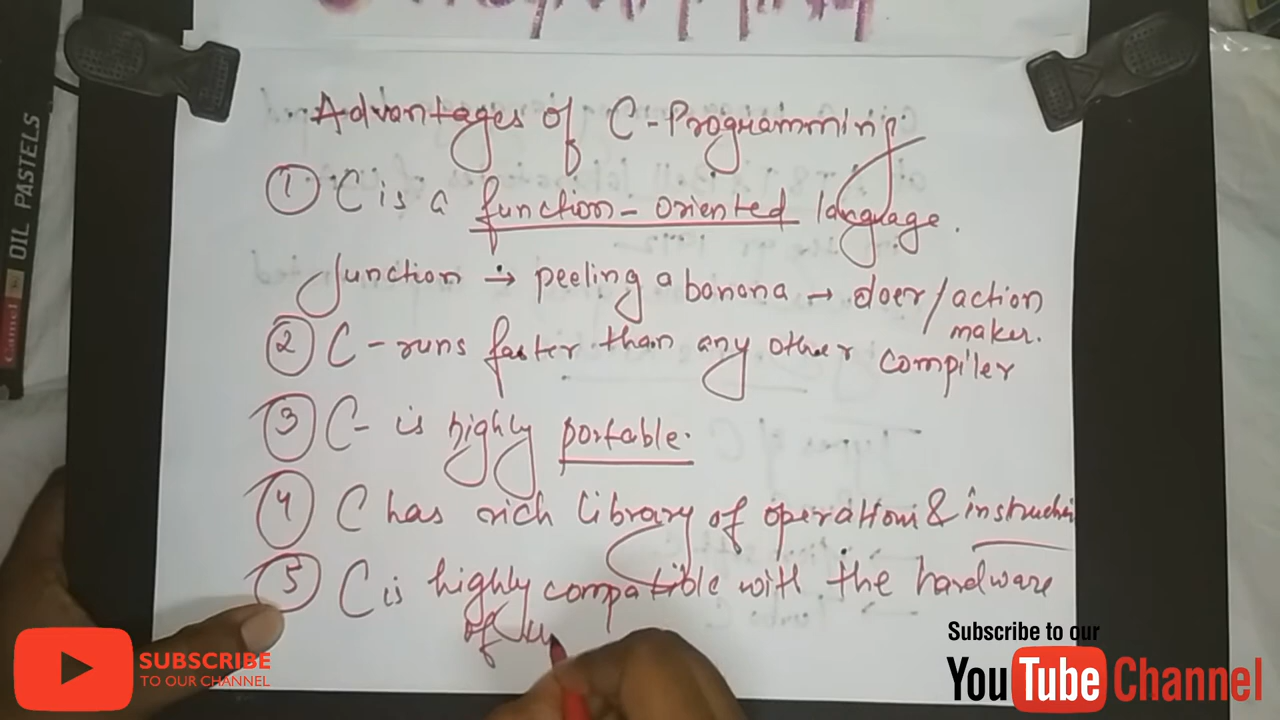 Advantages of C-Programming
① C is a function-oriented language.
function → peeling a banana → doer/action
maker.
② C-runs faster than any other compiler
③ C- is highly portable.
④ C has rich library of operations & instructi
⑤ C is highly compatible with the hardware
of
OIL PASTELS
Camel
SUBSCRIBE
TO OUR CHANNEL
Subscribe to our
YouTube Channel